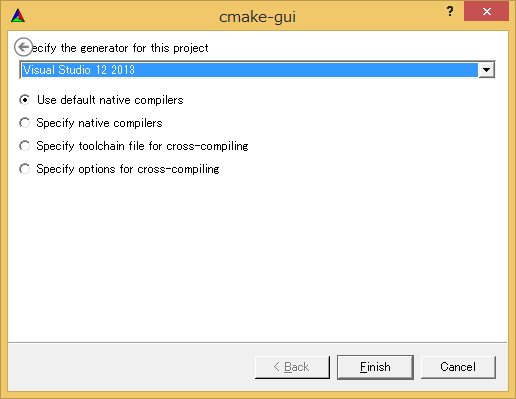 cmake-gui
?
ecify the generator for this project
Visual Studio 12 2013
Use default native compilers
Specify native compilers
Specify toolchain file for cross-compiling
Specify options for cross-compiling
< Back
Finish
Cancel